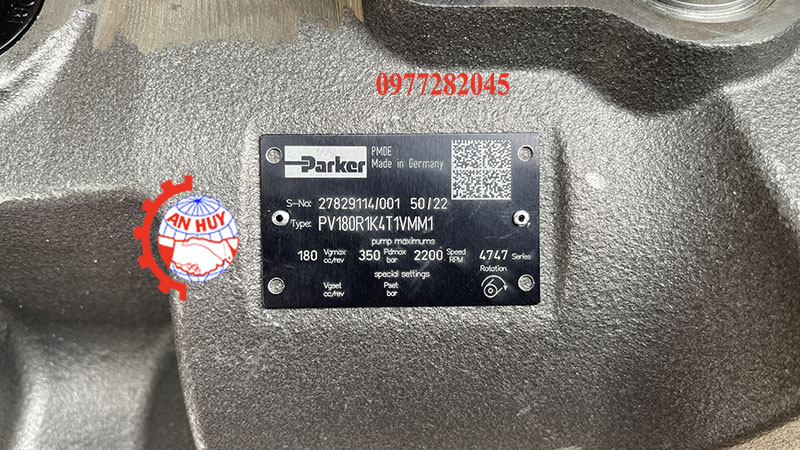 0977282045
Parker
PMDE
Made in Germany
S-No: 27829114/001 50/22
Type: PV180R1K4T1VMM1
pump maximums
180 Vgmax cc/rev 350 Pdmax bar 2200 Speed RPM 4747 Series
special settings
Rotation
Vgset cc/rev Pset bar
AN HUY